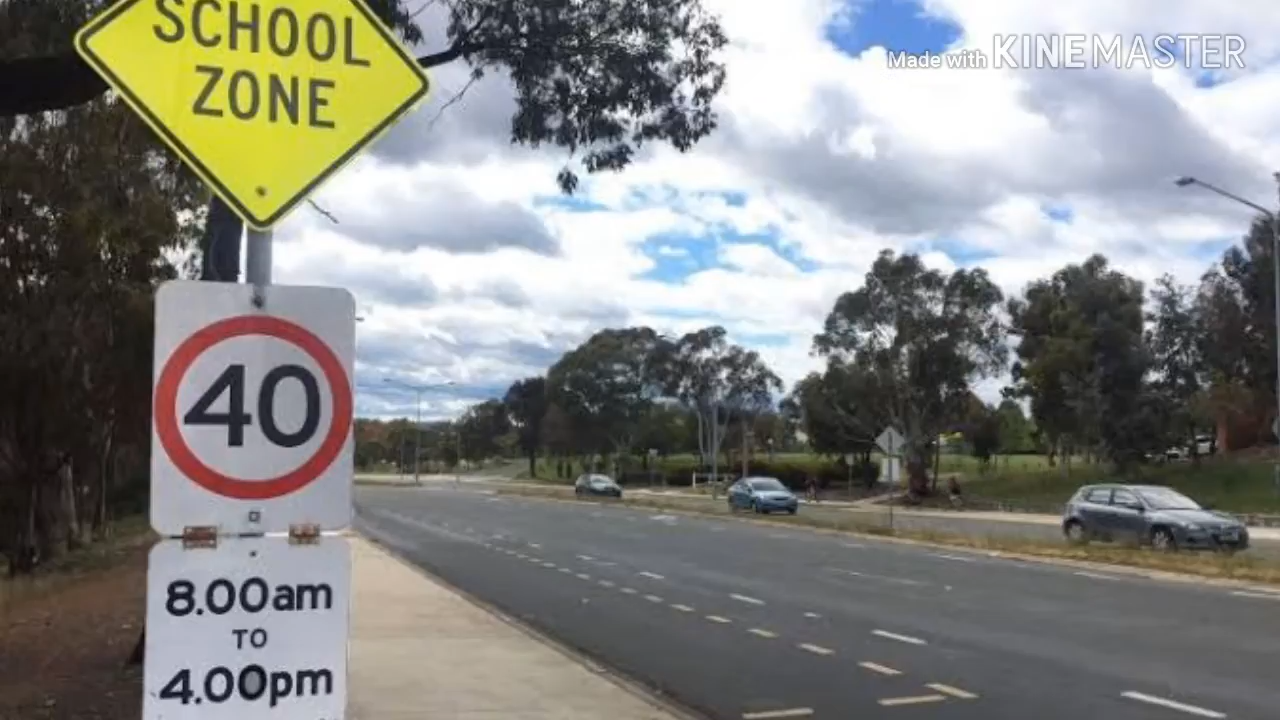 SCHOOL
ZONE
Made with KINEMASTER
40
8.00am
TO
4.00pm